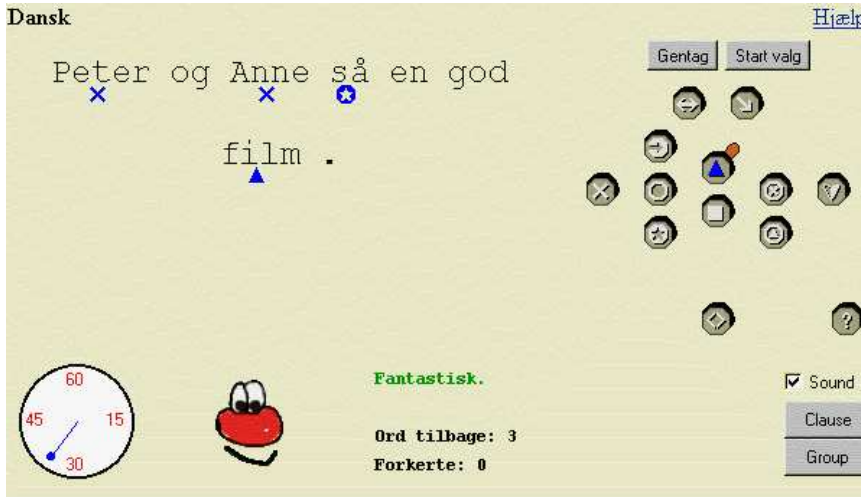 Dansk
Hjælp
Peter og Anne så en god
film .
Gentag
Start valg
?
60
45
15
30
Fantastisk.
Ord tilbage: 3
Forkerte: 0
Sound
Clause
Group